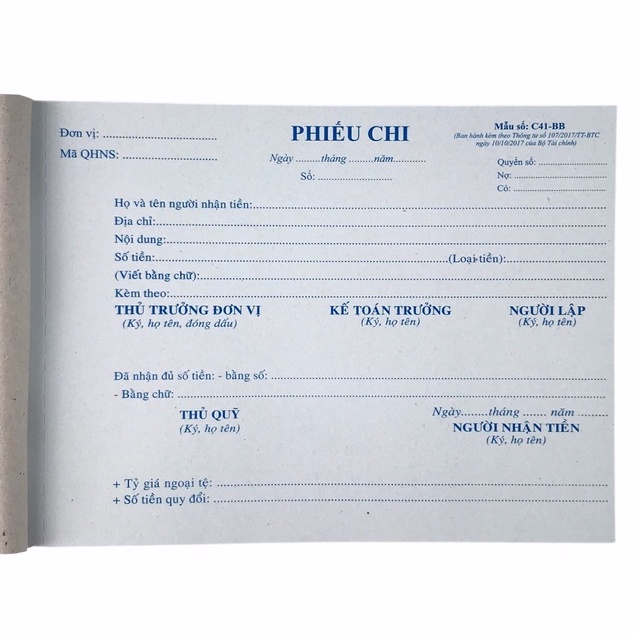 Đơn vị: ................................
Mã QHNS: ..........................
PHIẾU CHI
Ngày .......tháng .......năm...........
Số: .........................
Mẫu số: C41-BB
(Ban hành kèm theo Thông tư số 107/2017/TT-BTC
ngày 10/10/2017 của Bộ Tài chính)
Quyển số: .....................
Nợ: ...............................
Có: ...............................
Họ và tên người nhận tiền:................................
Địa chỉ:................................
Nội dung:................................
Số tiền:................................(Loại tiền):................................
(Viết bằng chữ):................................
Kèm theo:................................
THỦ TRƯỞNG ĐƠN VỊ KẾ TOÁN TRƯỞNG NGƯỜI LẬP
(Ký, họ tên, đóng dấu) (Ký, họ tên) (Ký, họ tên)
Đã nhận đủ số tiền: - bằng số: ................................
- Bằng chữ: ................................
Ngày........tháng ....... năm ........
THỦ QUỸ NGƯỜI NHẬN TIỀN
(Ký, họ tên) (Ký, họ tên)
+ Tỷ giá ngoại tệ: ................................
+ Số tiền quy đổi: ................................